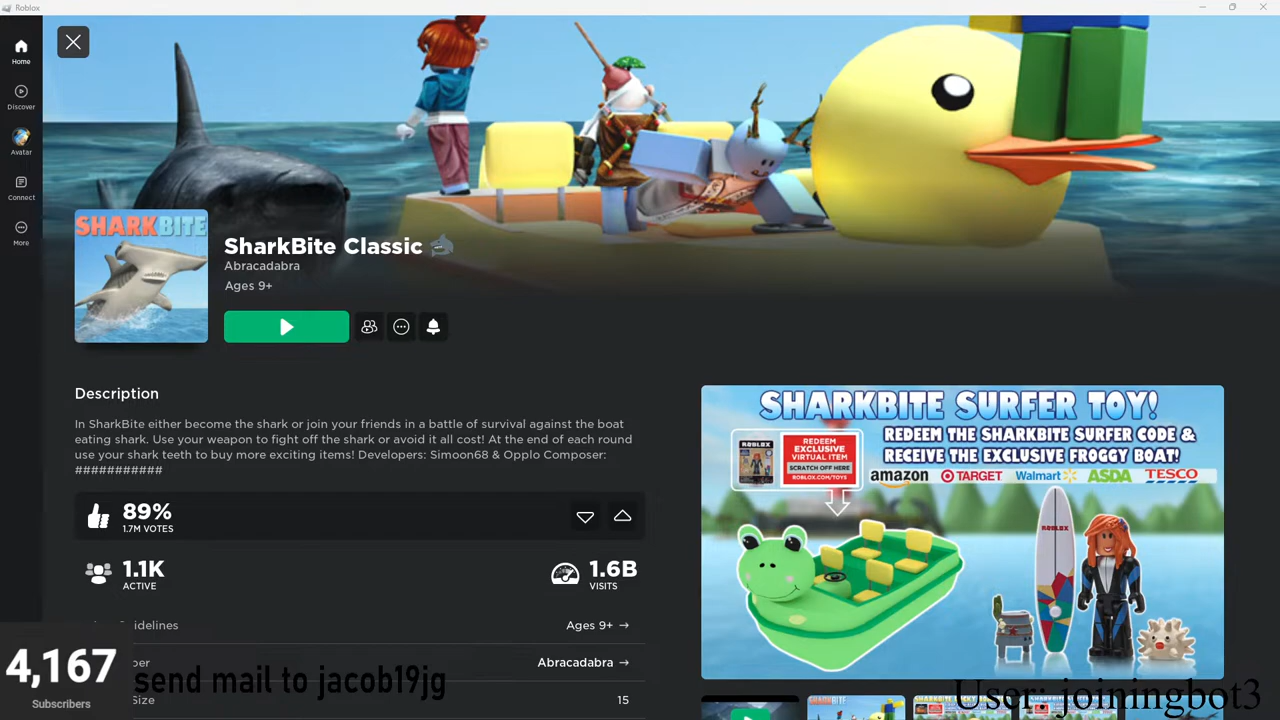 Roblox
Home
Discover
Avatar
Connect
More
SHARKBITE
SharkBite Classic
Abracadabra
Ages 9+
Description
In SharkBite either become the shark or join your friends in a battle of survival against the boat
eating shark. Use your weapon to fight off the shark or avoid it all cost! At the end of each round
use your shark teeth to buy more exciting items! Developers: Simoon68 & Opplo Composer:
###########
89%
1.7M VOTES
1.1K
ACTIVE
1.6B
VISITS
Ages 9+ →
Abracadabra →
Size
15
4,167
Subscribers
send mail to jacob19jg
SHARKBITE SURFER TOY!
REDEEM THE SHARKBITE SURFER CODE &
RECEIVE THE EXCLUSIVE FROGGY BOAT!
ROBLOX
REDEEM
EXCLUSIVE
VIRTUAL ITEM
SCRATCH OFF HERE
ROBLOX.COM/TOYS
amazon TARGET Walmart ASDA TESCO
ROBLOX
User: joiningbot3